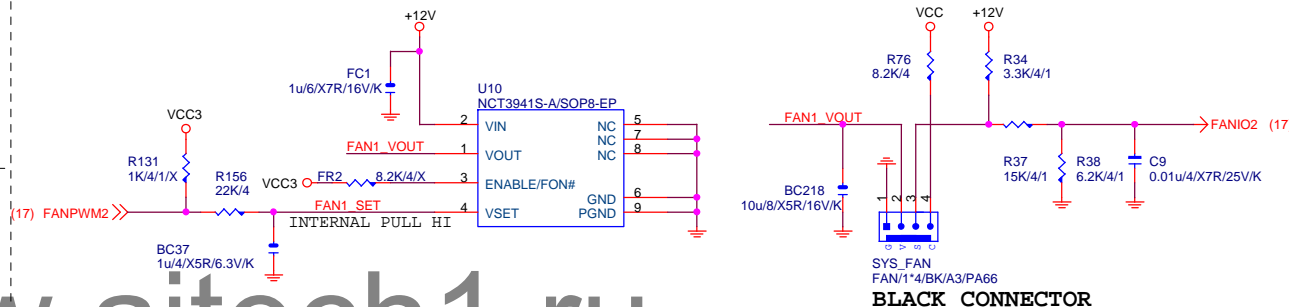 +12V
FC1
1u/6/X7R/16V/K
U10
NCT3941S-A/SOP8-EP
2 VIN
1 VOUT
3 ENABLE/FON#
4 VSET
NC 5
NC 7
NC 8
GND 6
PGND 9
FAN1_VOUT
VCC3 FR2 8.2K/4/X
FAN1_SET
INTERNAL PULL HI
VCC3
R131
1K/4/1/X
R156
22K/4
(17) FANPWM2
BC37
1u/4/X5R/6.3V/K
VCC
+12V
R76
8.2K/4
R34
3.3K/4/1
FAN1_VOUT
FANIO2 (17
BC218
10u/8/X5R/16V/K
R37
15K/4/1
R38
6.2K/4/1
C9
0.01u/4/X7R/25V/K
1 2 3 4
G V S C
SYS_FAN
FAN/1*4/BK/A3/PA66
BLACK CONNECTOR